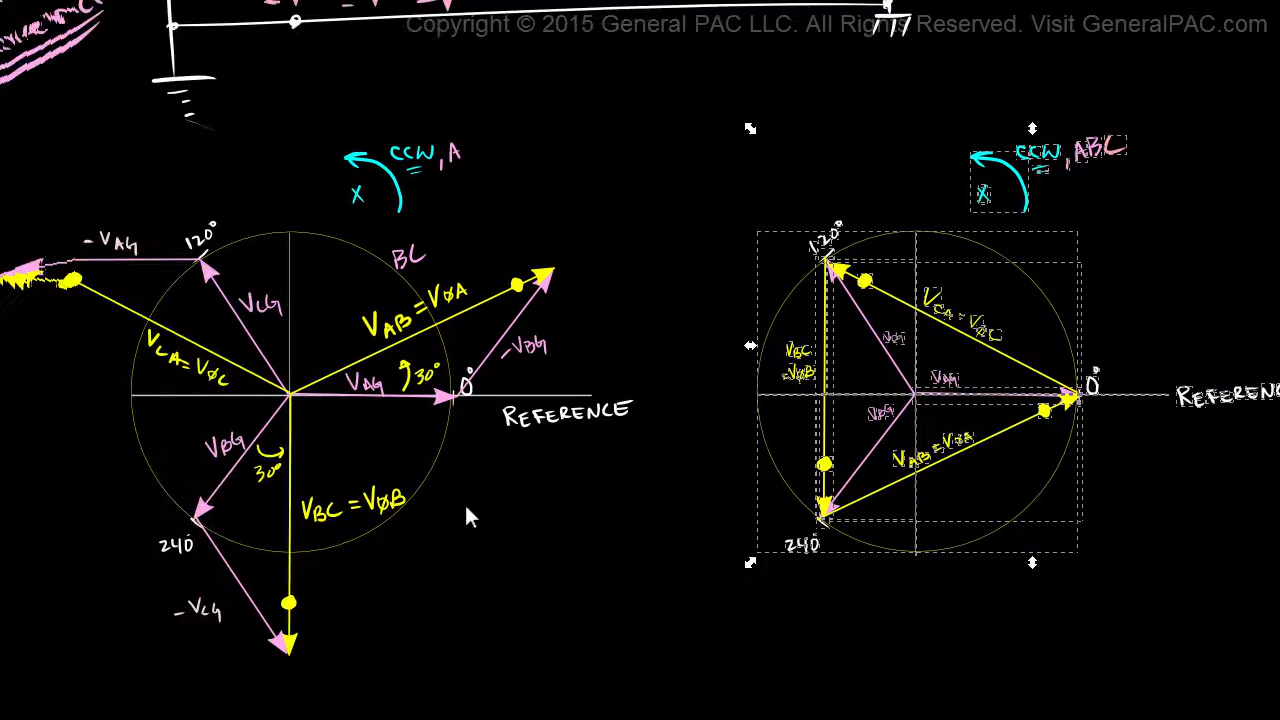 Copyright © 2015 General PAC LLC. All Rights Reserved. Visit GeneralPAC.com
CCW, A
X
BC
-VAG
120°
VCG
VCA=VØC
VAB=VØA
VAG
30°
-VBG
0°
REFERENCE
VBG
30°
VBC=VØB
240°
-VCG
CCW, ABC
X
120°
VCA=VØC
VBC
=VØB
VAG
VBG
VAB=VØA
0°
240°